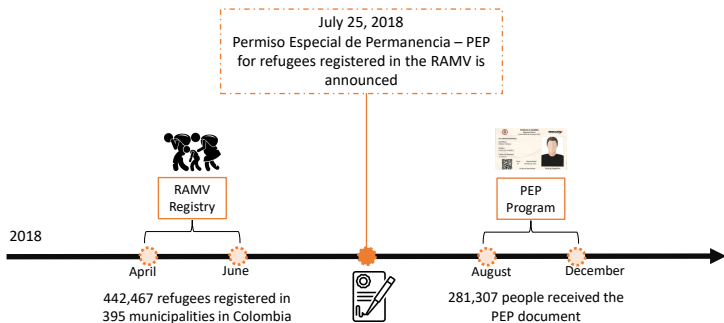 July 25, 2018
Permiso Especial de Permanencia – PEP
for refugees registered in the RAMV is
announced
RAMV
Registry
PEP
Program
2018
April
June
August
December
442,467 refugees registered in
395 municipalities in Colombia
281,307 people received the
PEP document